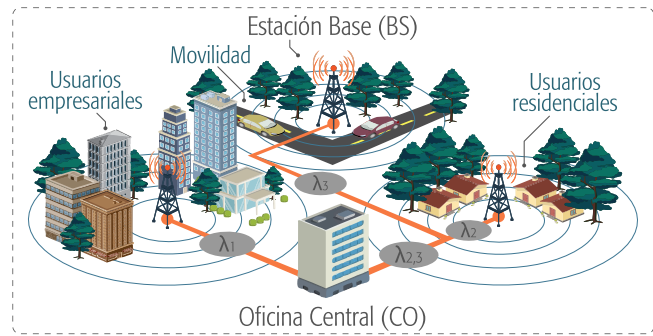 Estación Base (BS)
Movilidad
Usuarios
empresariales
Usuarios
residenciales
λ3
λ1
λ2
λ2,3
Oficina Central (CO)